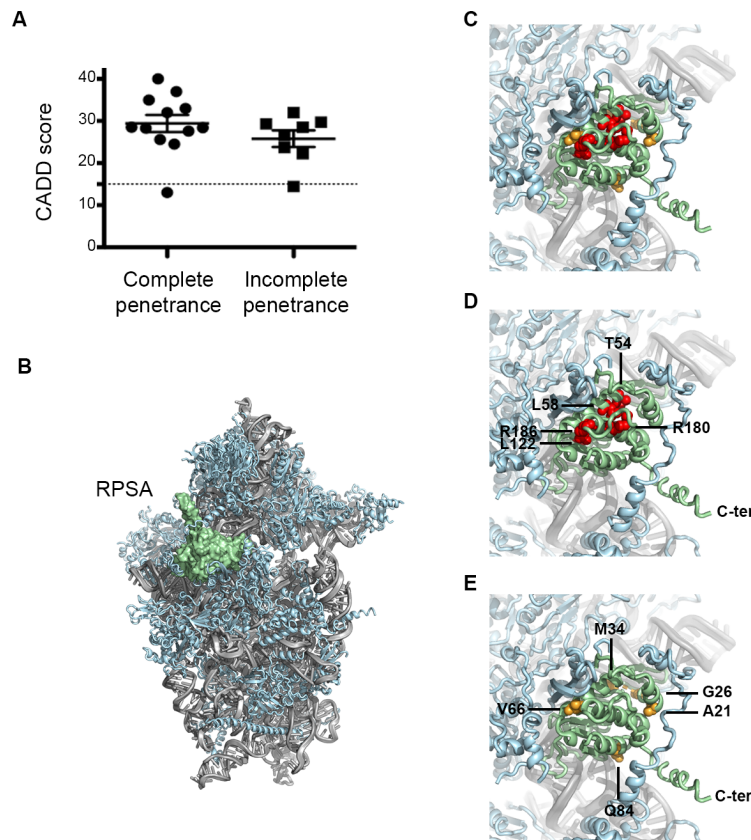 A
CADD score
40
30
20
10
0
Complete
penetrance
Incomplete
penetrance
B
RPSA
C
D
T54
L58
R186
L122
R180
C-ter
E
M34
V66
G26
A21
Q84
C-ter